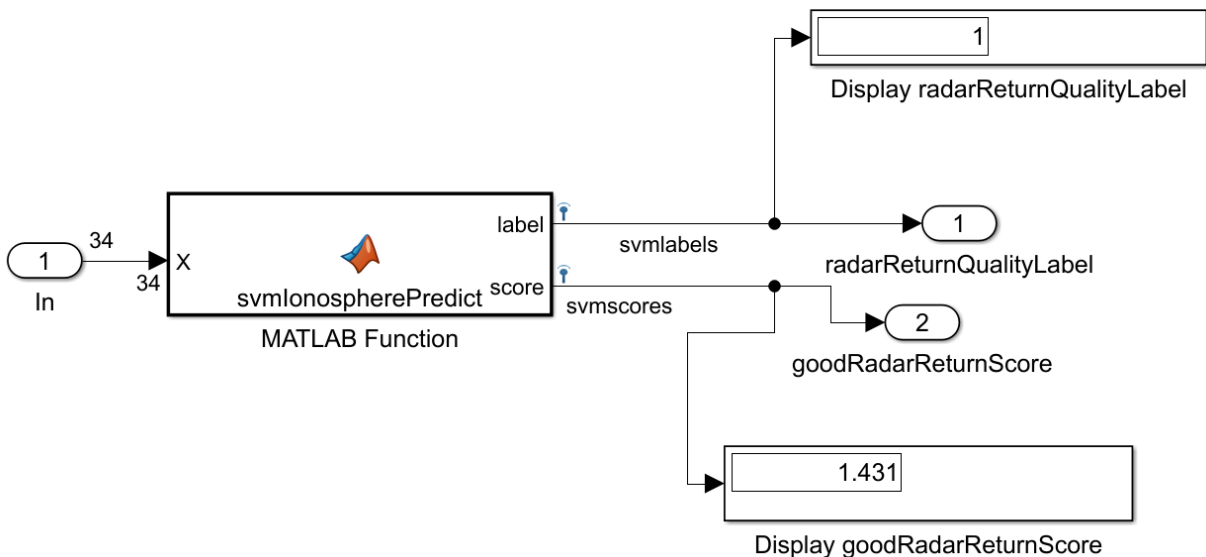 1
Display radarReturnQualityLabel
34
1
X
34
In
label
svmIonospherePredict
score
MATLAB Function
svmlabels
svmscores
1
radarReturnQualityLabel
2
goodRadarReturnScore
1.431
Display goodRadarReturnScore